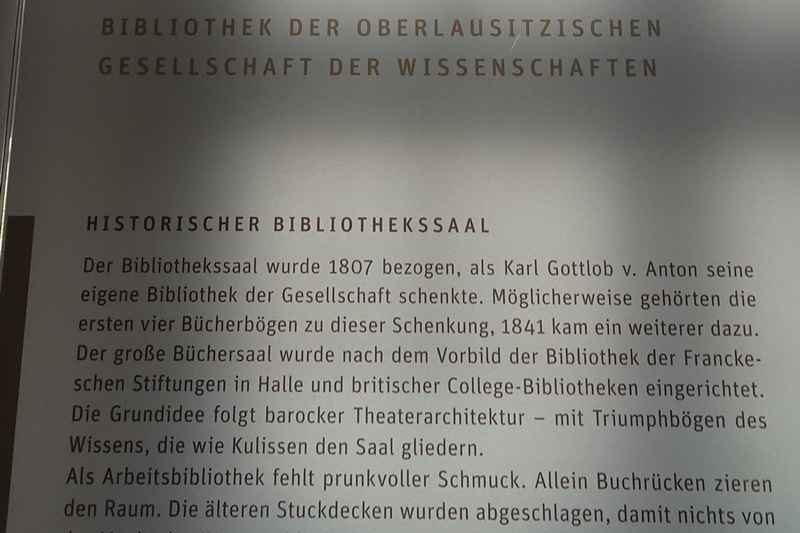 BIBLIOTHEK DER OBERLAUSITZISCHEN
GESELLSCHAFT DER WISSENSCHAFTEN
HISTORISCHER BIBLIOTHEKSSAAL
Der Bibliothekssaal wurde 1807 bezogen, als Karl Gottlob v. Anton seine
eigene Bibliothek der Gesellschaft schenkte. Möglicherweise gehörten die
ersten vier Bücherbögen zu dieser Schenkung, 1841 kam ein weiterer dazu.
Der große Büchersaal wurde nach dem Vorbild der Bibliothek der Francke-
schen Stiftungen in Halle und britischer College-Bibliotheken eingerichtet.
Die Grundidee folgt barocker Theaterarchitektur – mit Triumphbögen des
Wissens, die wie Kulissen den Saal gliedern.
Als Arbeitsbibliothek fehlt prunkvoller Schmuck. Allein Buchrücken zieren
den Raum. Die älteren Stuckdecken wurden abgeschlagen, damit nichts von